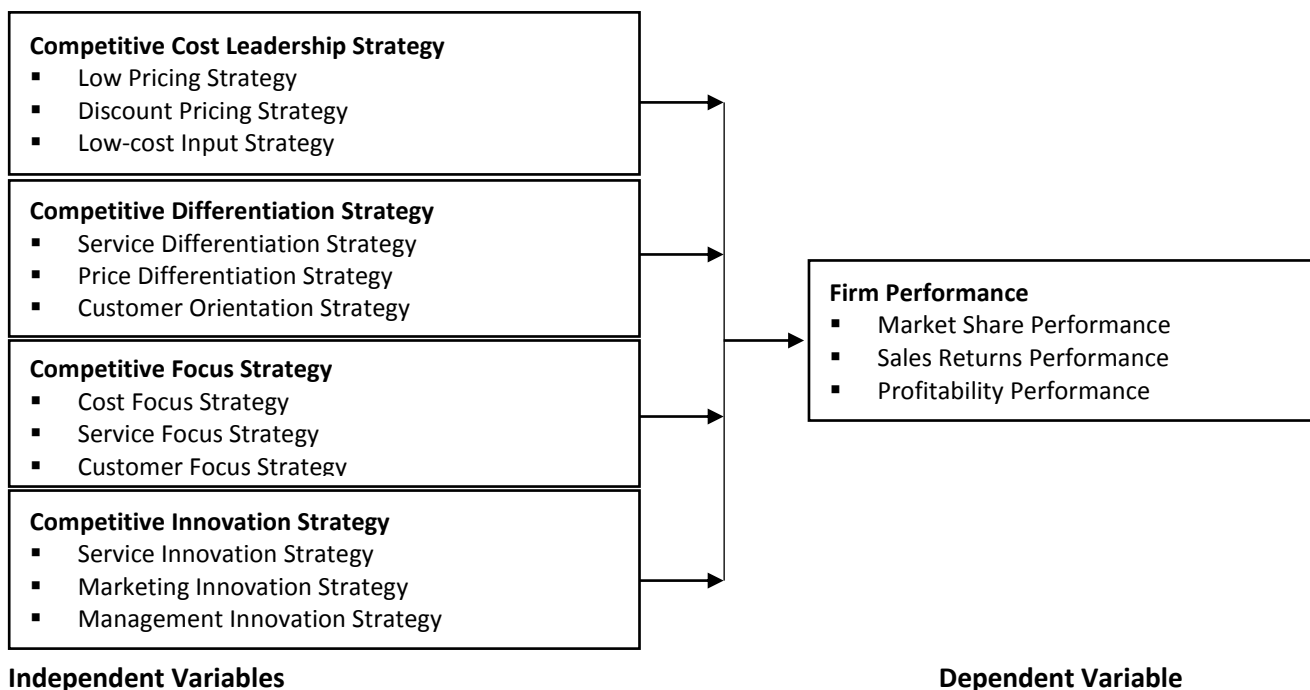 Competitive Cost Leadership Strategy
▪ Low Pricing Strategy
▪ Discount Pricing Strategy
▪ Low-cost Input Strategy
Competitive Differentiation Strategy
▪ Service Differentiation Strategy
▪ Price Differentiation Strategy
▪ Customer Orientation Strategy
Competitive Focus Strategy
▪ Cost Focus Strategy
▪ Service Focus Strategy
▪ Customer Focus Strategy
Competitive Innovation Strategy
▪ Service Innovation Strategy
▪ Marketing Innovation Strategy
▪ Management Innovation Strategy
Independent Variables
Firm Performance
▪ Market Share Performance
▪ Sales Returns Performance
▪ Profitability Performance
Dependent Variable